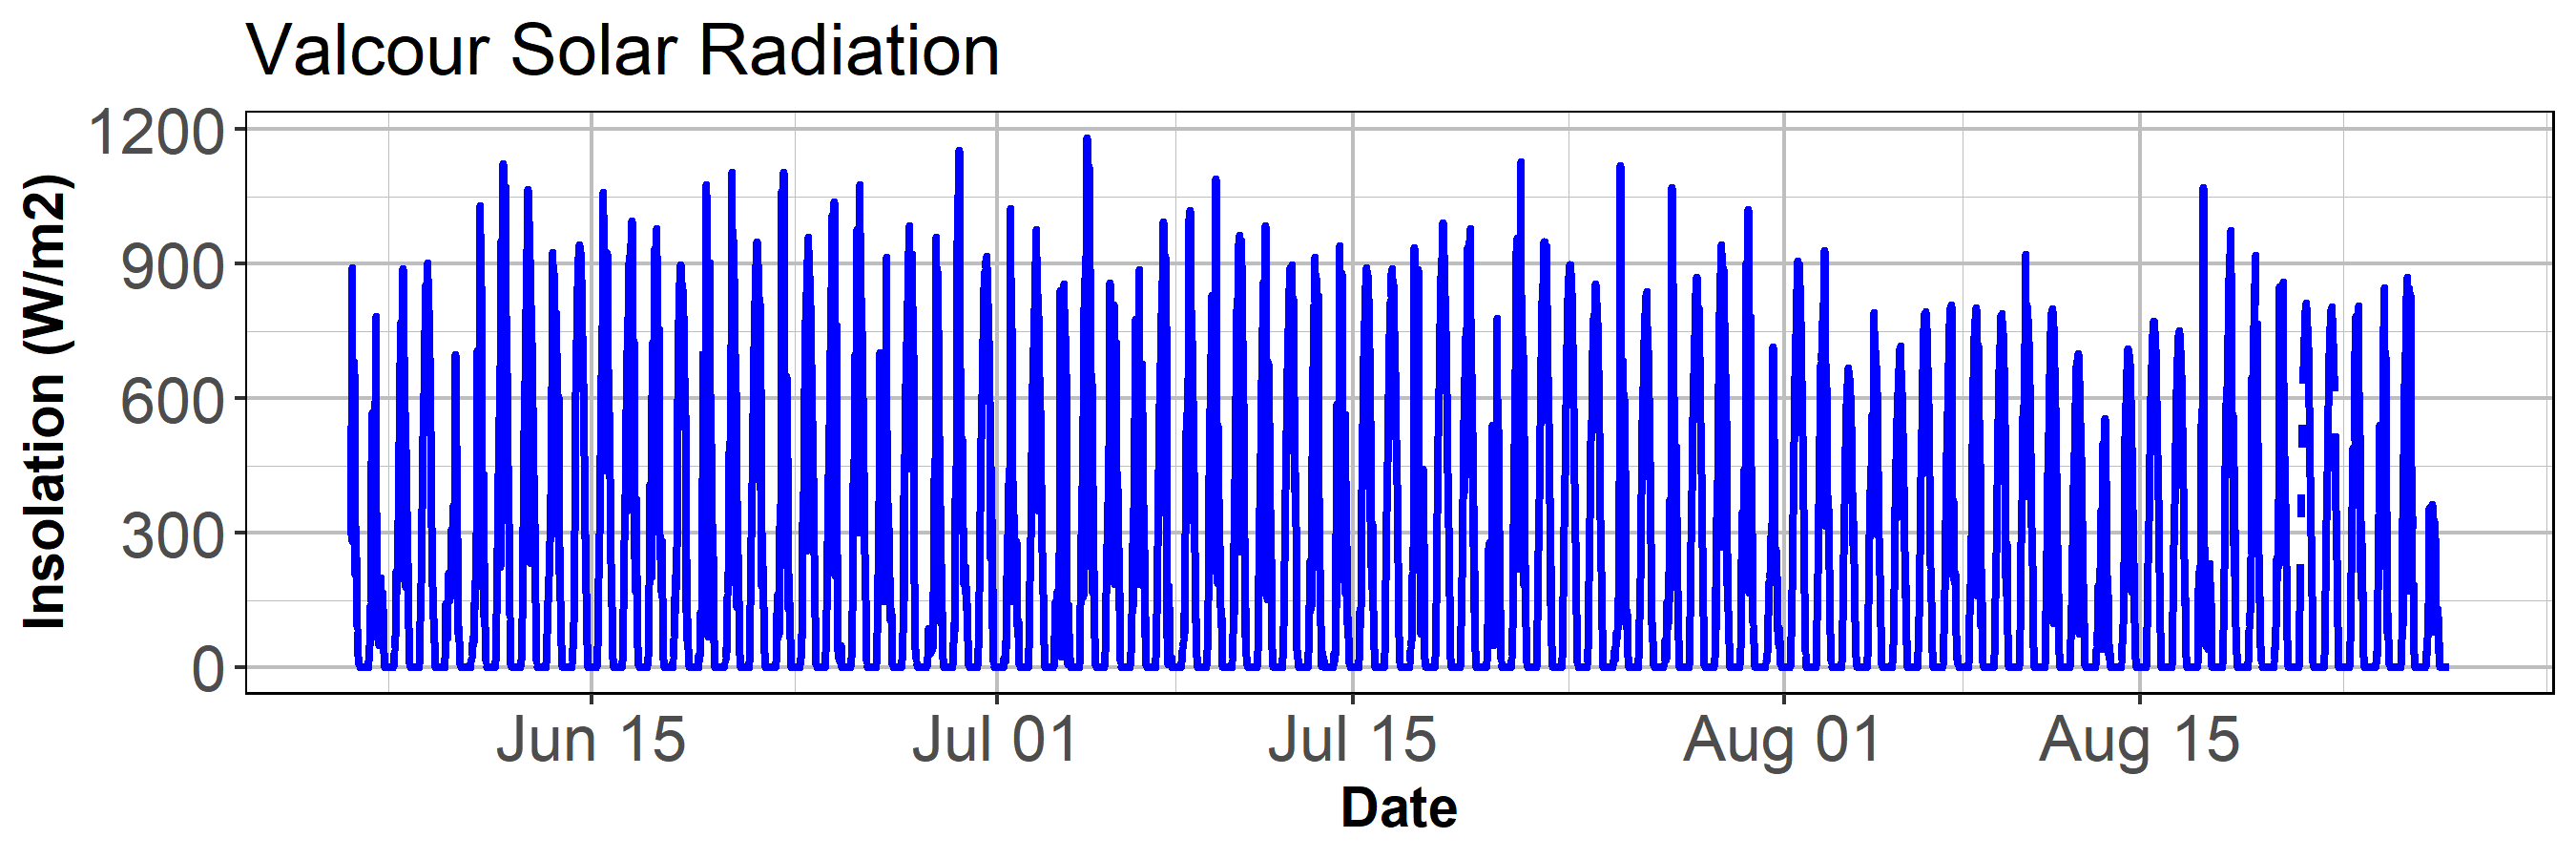 Valcour Solar Radiation
Insolation (W/m2)
1200
900
600
300
0
Jun 15
Jul 01
Jul 15
Aug 01
Aug 15
Date